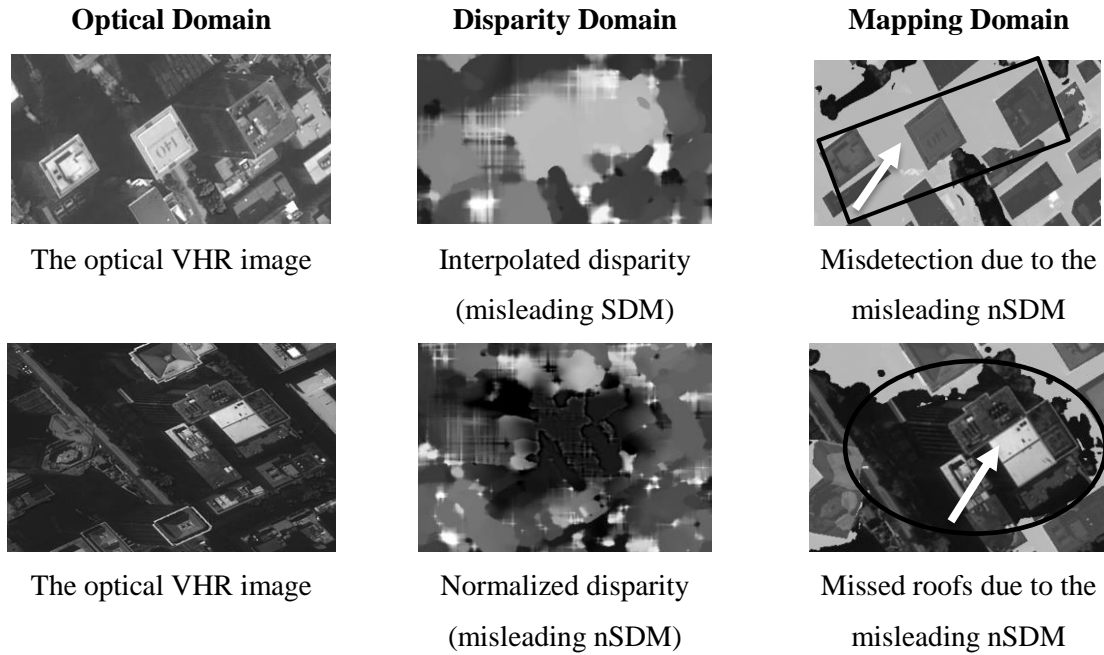 Optical Domain Disparity Domain Mapping Domain
140
The optical VHR image Interpolated disparity Misdetection due to the
(misleading SDM) misleading nSDM
The optical VHR image Normalized disparity Missed roofs due to the
(misleading nSDM) misleading nSDM